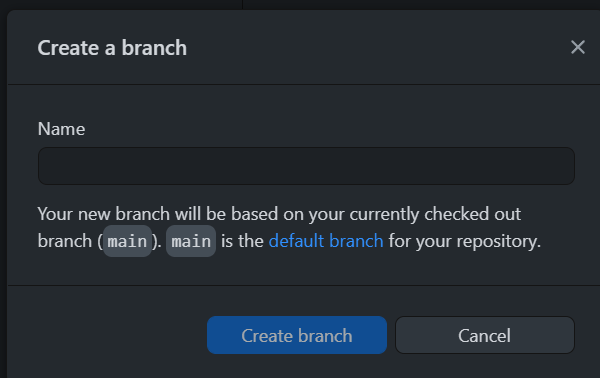 Create a branch
Name
Your new branch will be based on your currently checked out
branch (main). main is the default branch for your repository.
Create branch
Cancel